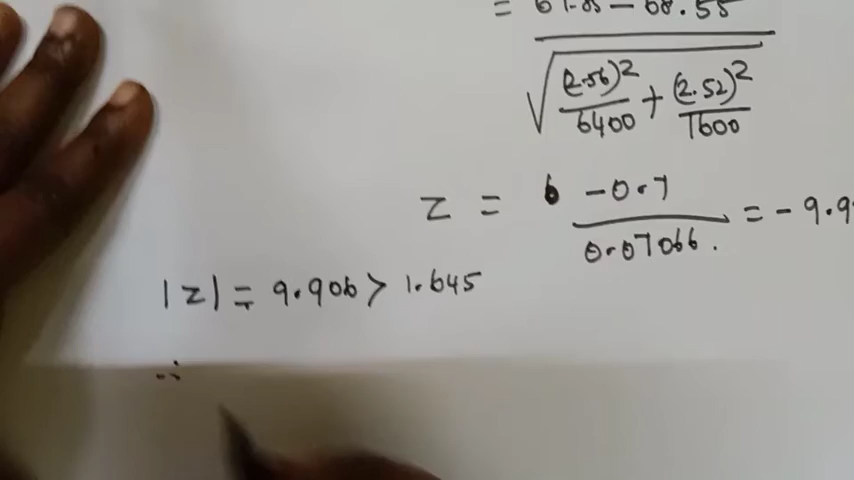 = 67.85 - 68.55
√ (2.56)² / 6400 + (2.52)² / 1600
z = 6 -0.7 / 0.07066. = -9.9
|z| = 9.906 > 1.645
∴